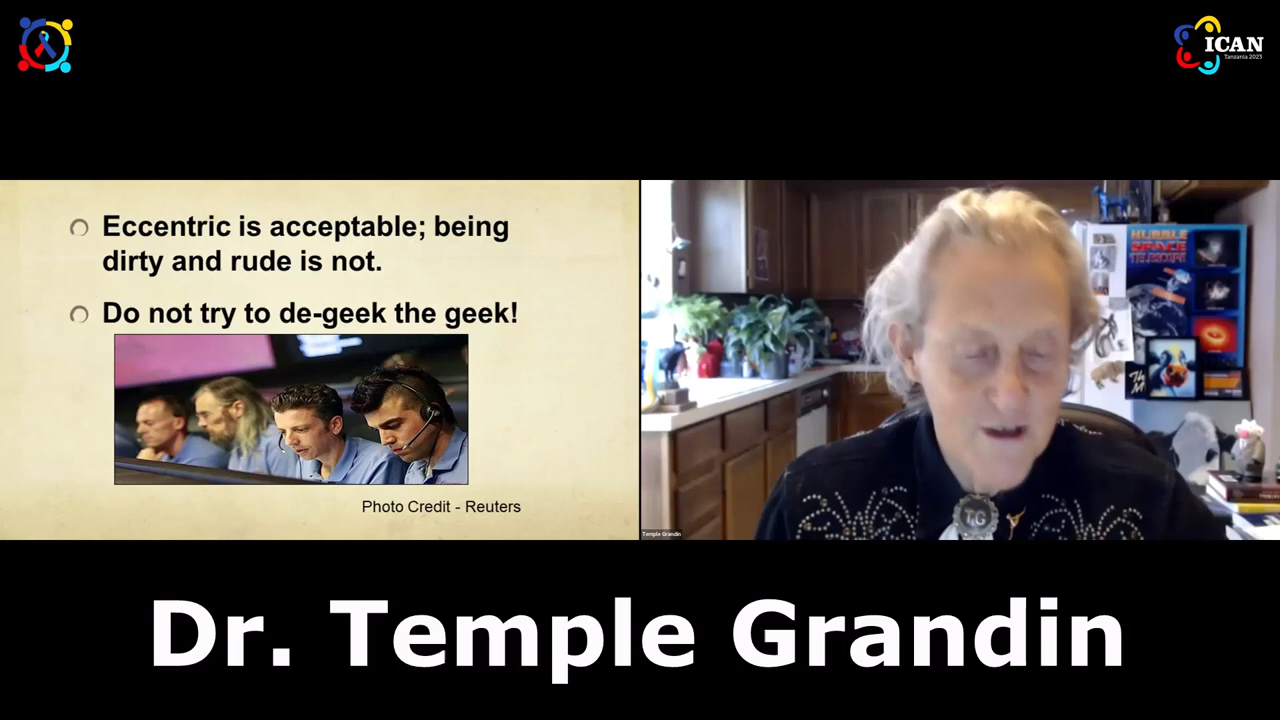 ICAN
Tanzania 2023
Eccentric is acceptable; being
dirty and rude is not.
Do not try to de-geek the geek!
Photo Credit - Reuters
HUBBLE
SPACE
TELESCOPE
TG
Temple Grandin
Dr. Temple Grandin